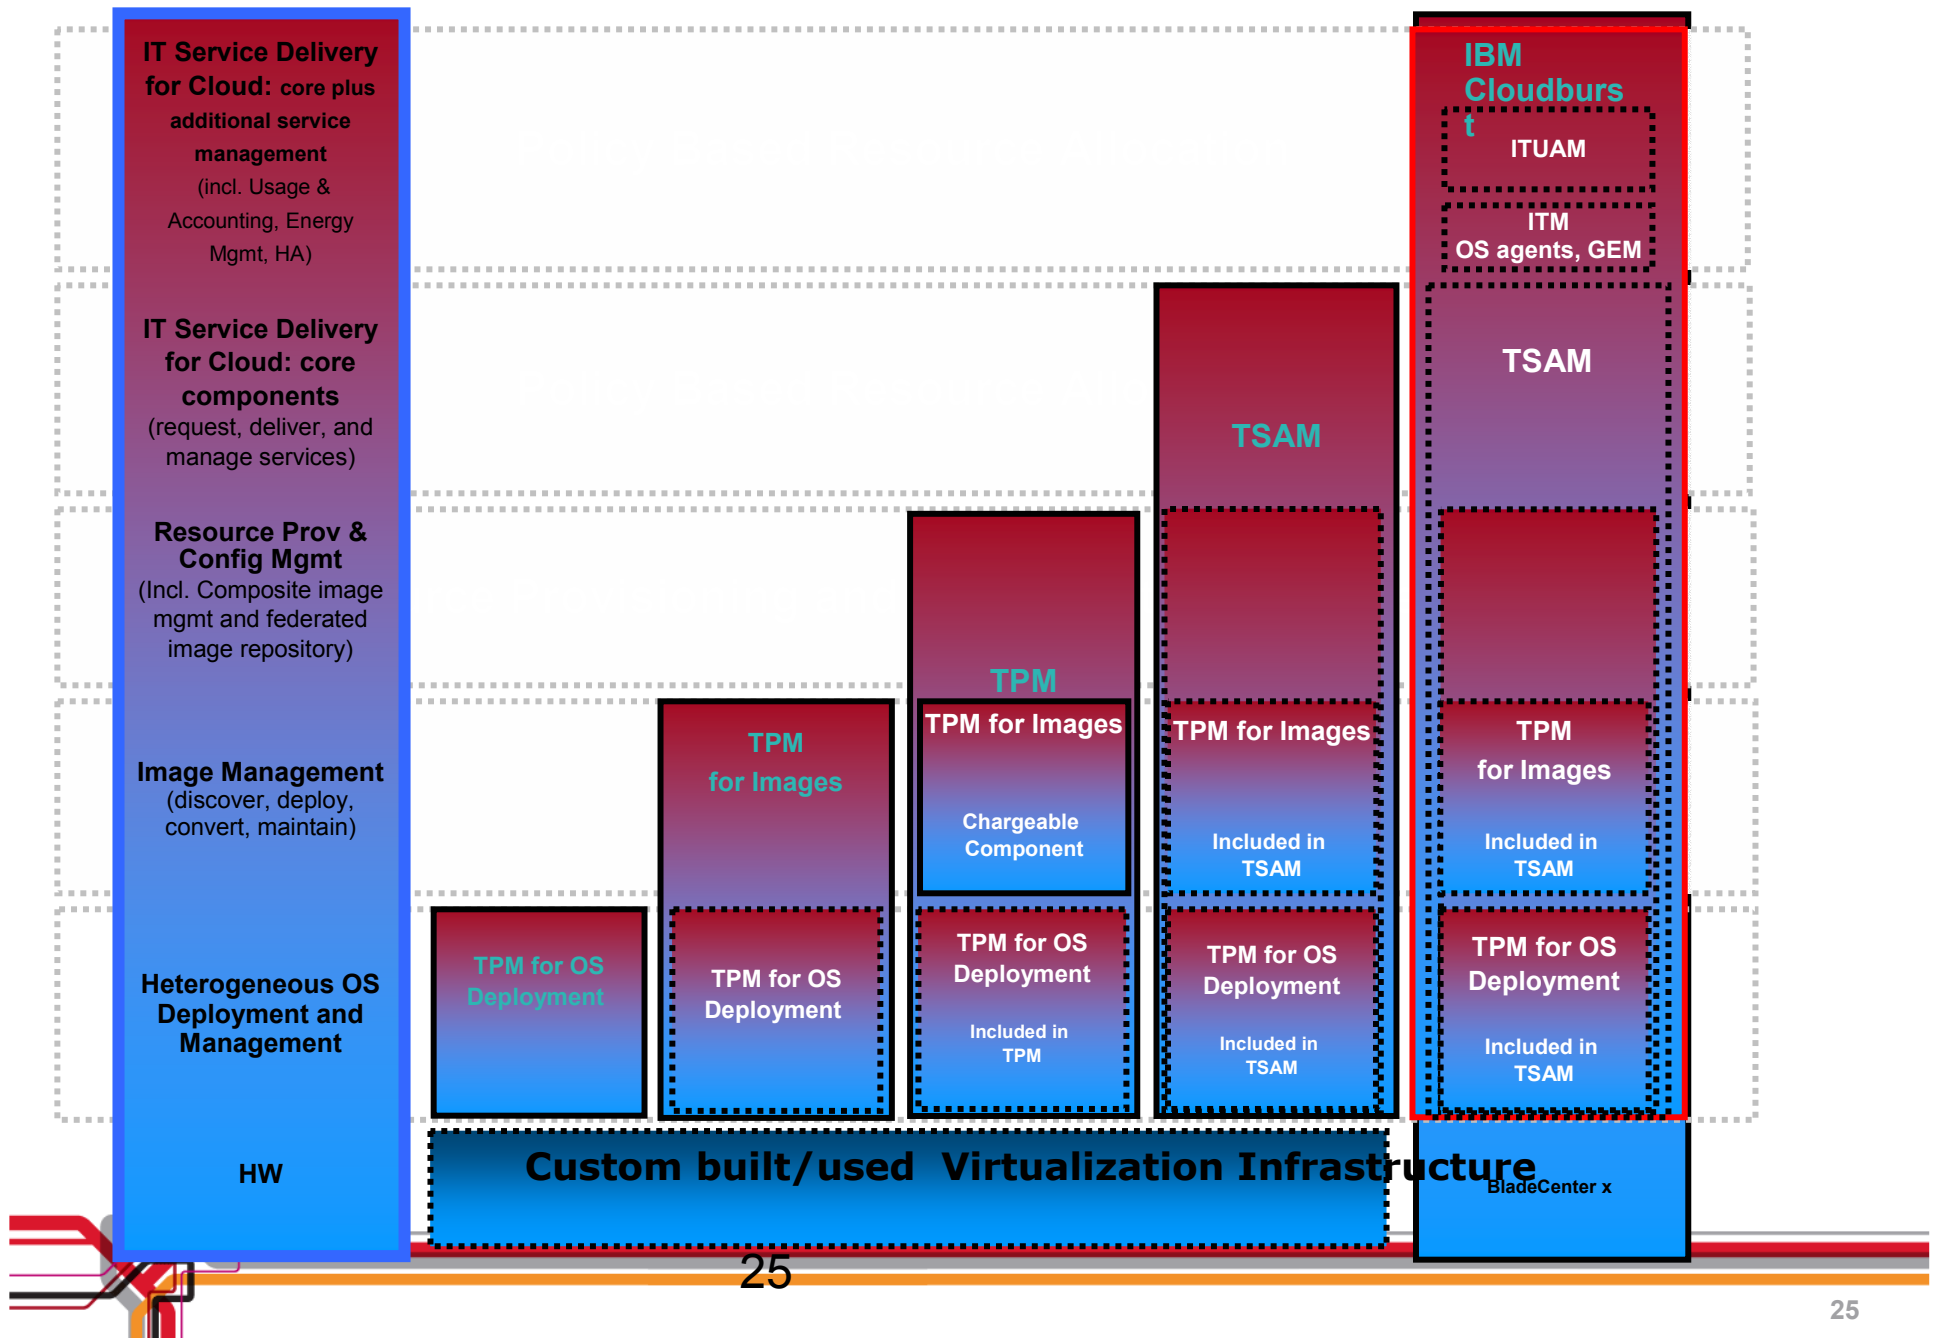 IT Service Delivery
for Cloud: core plus
additional service
management
(incl. Usage &
Accounting, Energy
Mgmt, HA)
IT Service Delivery
for Cloud: core
components
(request, deliver, and
manage services)
Resource Prov &
Config Mgmt
(Incl. Composite image
mgmt and federated
image repository)
Image Management
(discover, deploy,
convert, maintain)
Heterogeneous OS
Deployment and
Management
HW
TPM for OS
Deployment
TPM
for Images
TPM for OS
Deployment
TPM
TPM for Images
Chargeable
Component
TPM for OS
Deployment
Included in
TPM
TSAM
TPM for Images
Included in
TSAM
TPM for OS
Deployment
Included in
TSAM
IBM
Cloudburs
t
ITUAM
ITM
OS agents, GEM
TSAM
TPM
for Images
Included in
TSAM
TPM for OS
Deployment
Included in
TSAM
Custom built/used  Virtualization Infrastructure
BladeCenter x
25
25